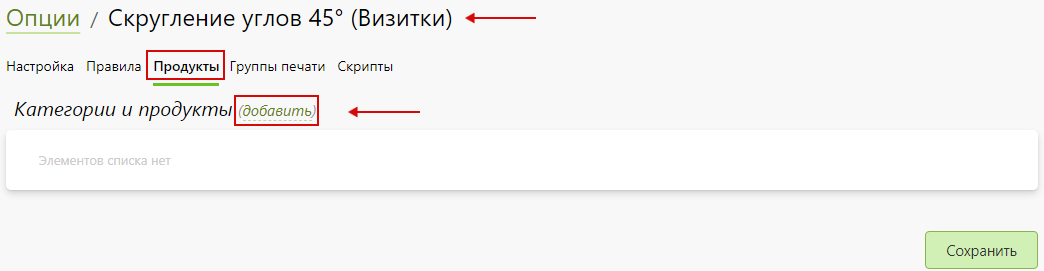 Опции / Скругление углов 45° (Визитки)
Настройка Правила Продукты Группы печати Скрипты
Категории и продукты (добавить)
Элементов списка нет
Сохранить